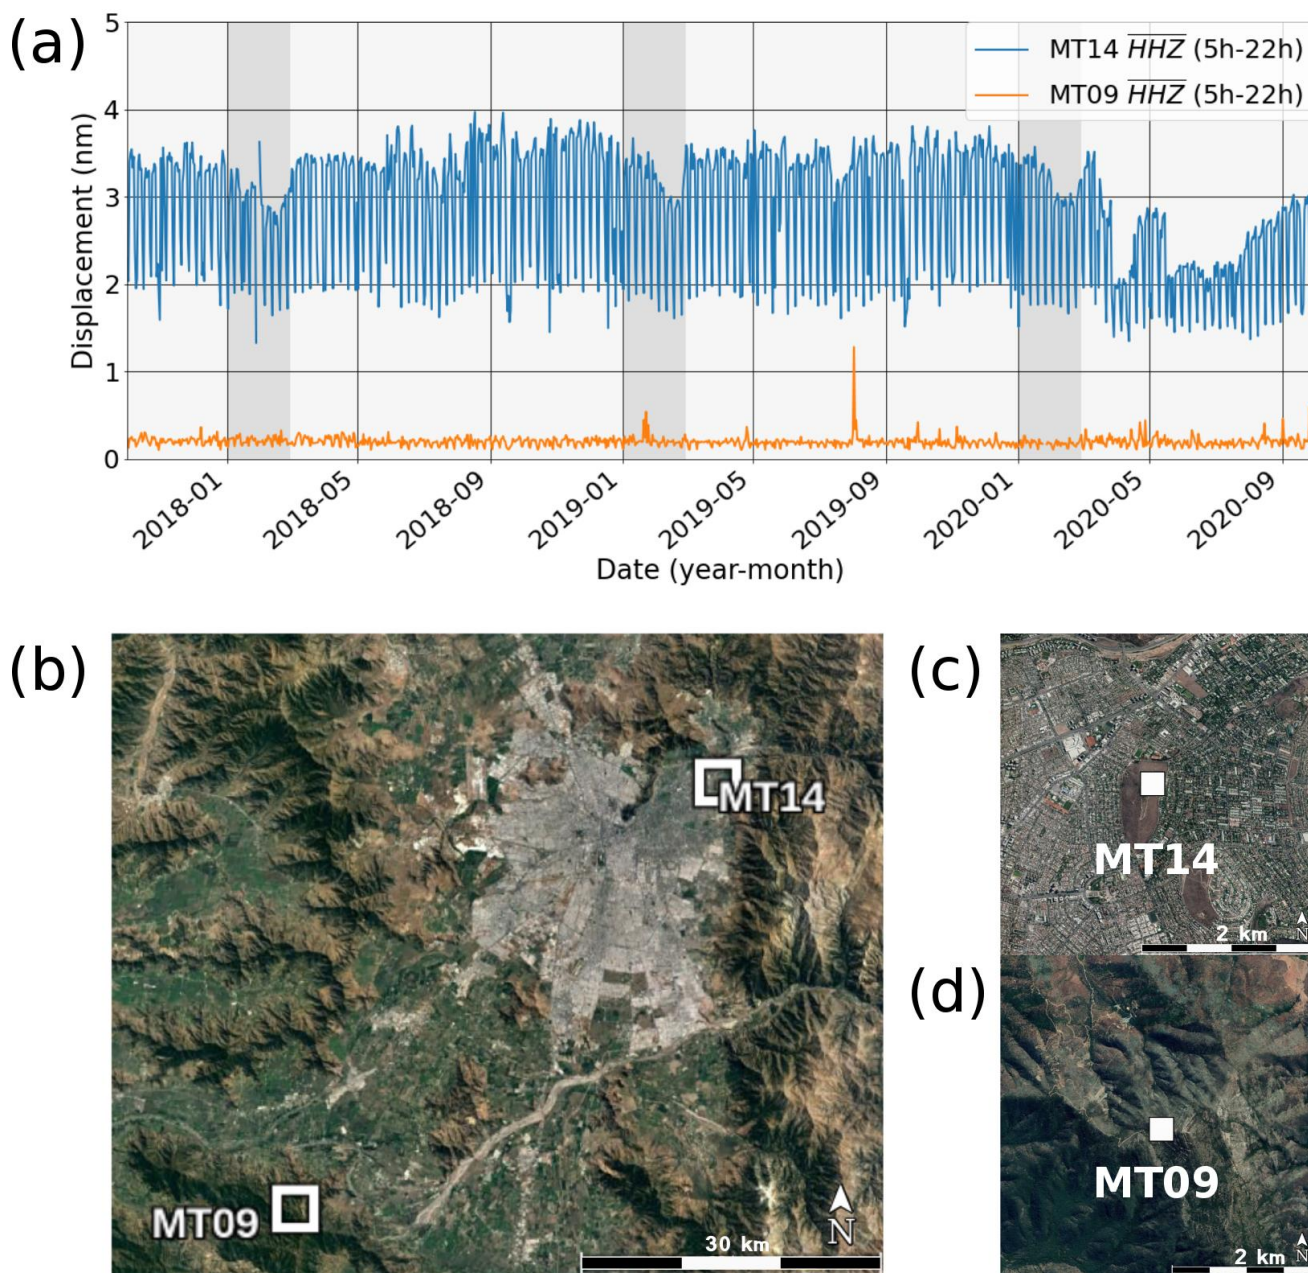 (a)
5
4
3
2
1
0
Displacement (nm)
MT14 HHZ (5h-22h)
MT09 HHZ (5h-22h)
2018-01
2018-05
2018-09
2019-01
2019-05
2019-09
2020-01
2020-05
2020-09
Date (year-month)
(b)
MT14
MT09
N
30 km
(c)
MT14
N
2 km
(d)
MT09
N
2 km